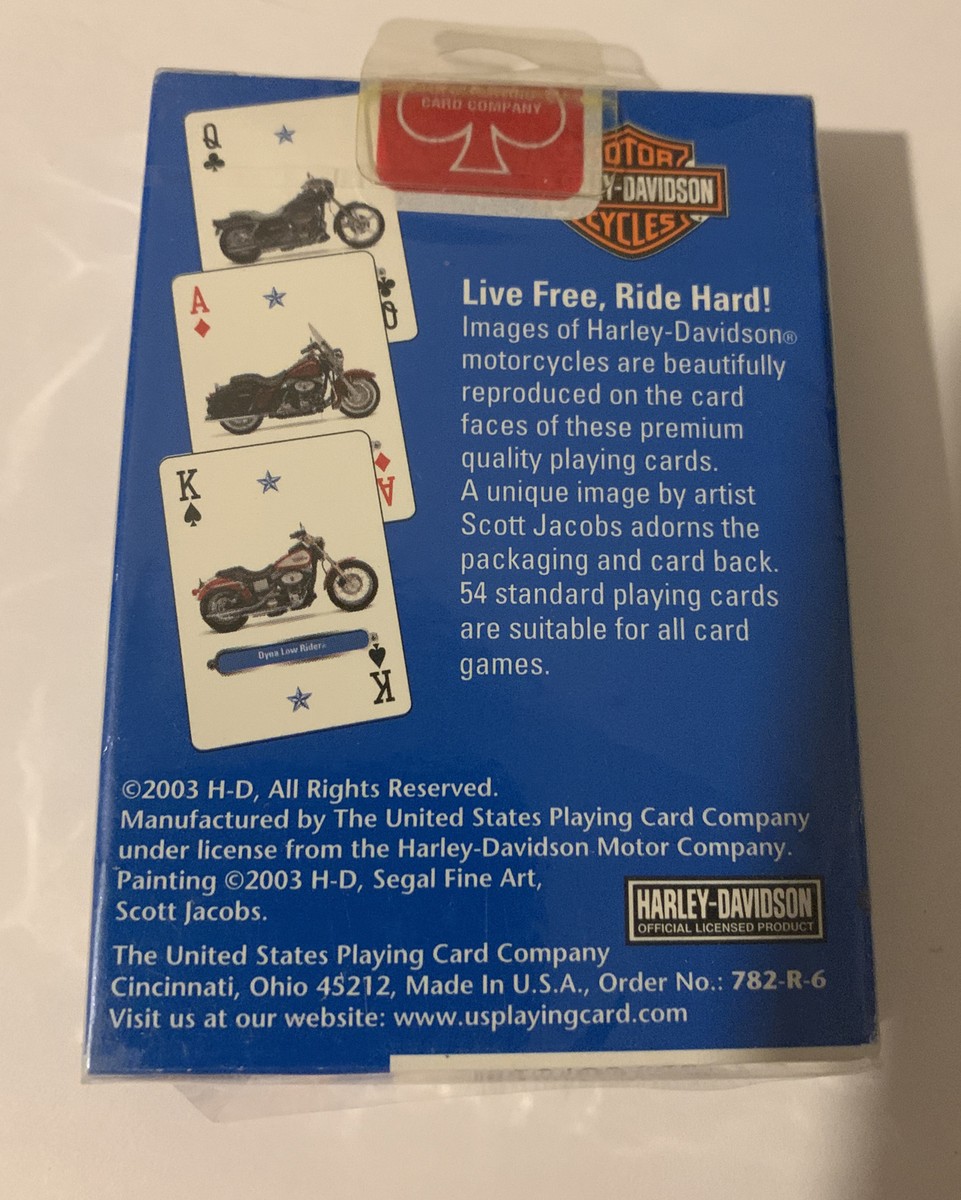 CARD COMPANY
Q
Q
A
A
K
Dyna Low Rider®
K
MOTOR
Y-DAVIDSON
CYCLES
Live Free, Ride Hard!
Images of Harley-Davidson®
motorcycles are beautifully
reproduced on the card
faces of these premium
quality playing cards.
A unique image by artist
Scott Jacobs adorns the
packaging and card back.
54 standard playing cards
are suitable for all card
games.
©2003 H-D, All Rights Reserved.
Manufactured by The United States Playing Card Company
under license from the Harley-Davidson Motor Company.
Painting ©2003 H-D, Segal Fine Art,
Scott Jacobs.
HARLEY-DAVIDSON
OFFICIAL LICENSED PRODUCT
The United States Playing Card Company
Cincinnati, Ohio 45212, Made In U.S.A., Order No.: 782-R-6
Visit us at our website: www.usplayingcard.com